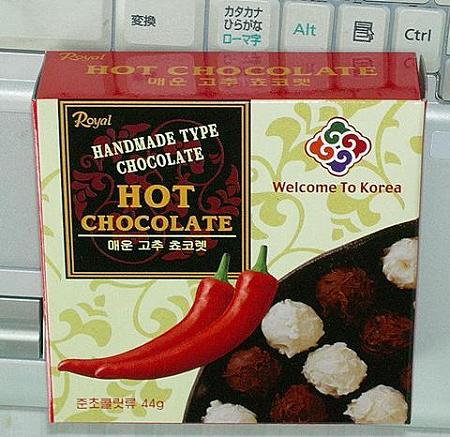 変換
カタカナ
ひらがな
ローマ字
Alt
Ctrl
Royal
HOT CHOCOLATE
매운 고추 쵸코렛
Royal
HANDMADE TYPE
CHOCOLATE
HOT
CHOCOLATE
매운 고추 쵸코렛
Welcome To Korea
준초콜릿류 44g